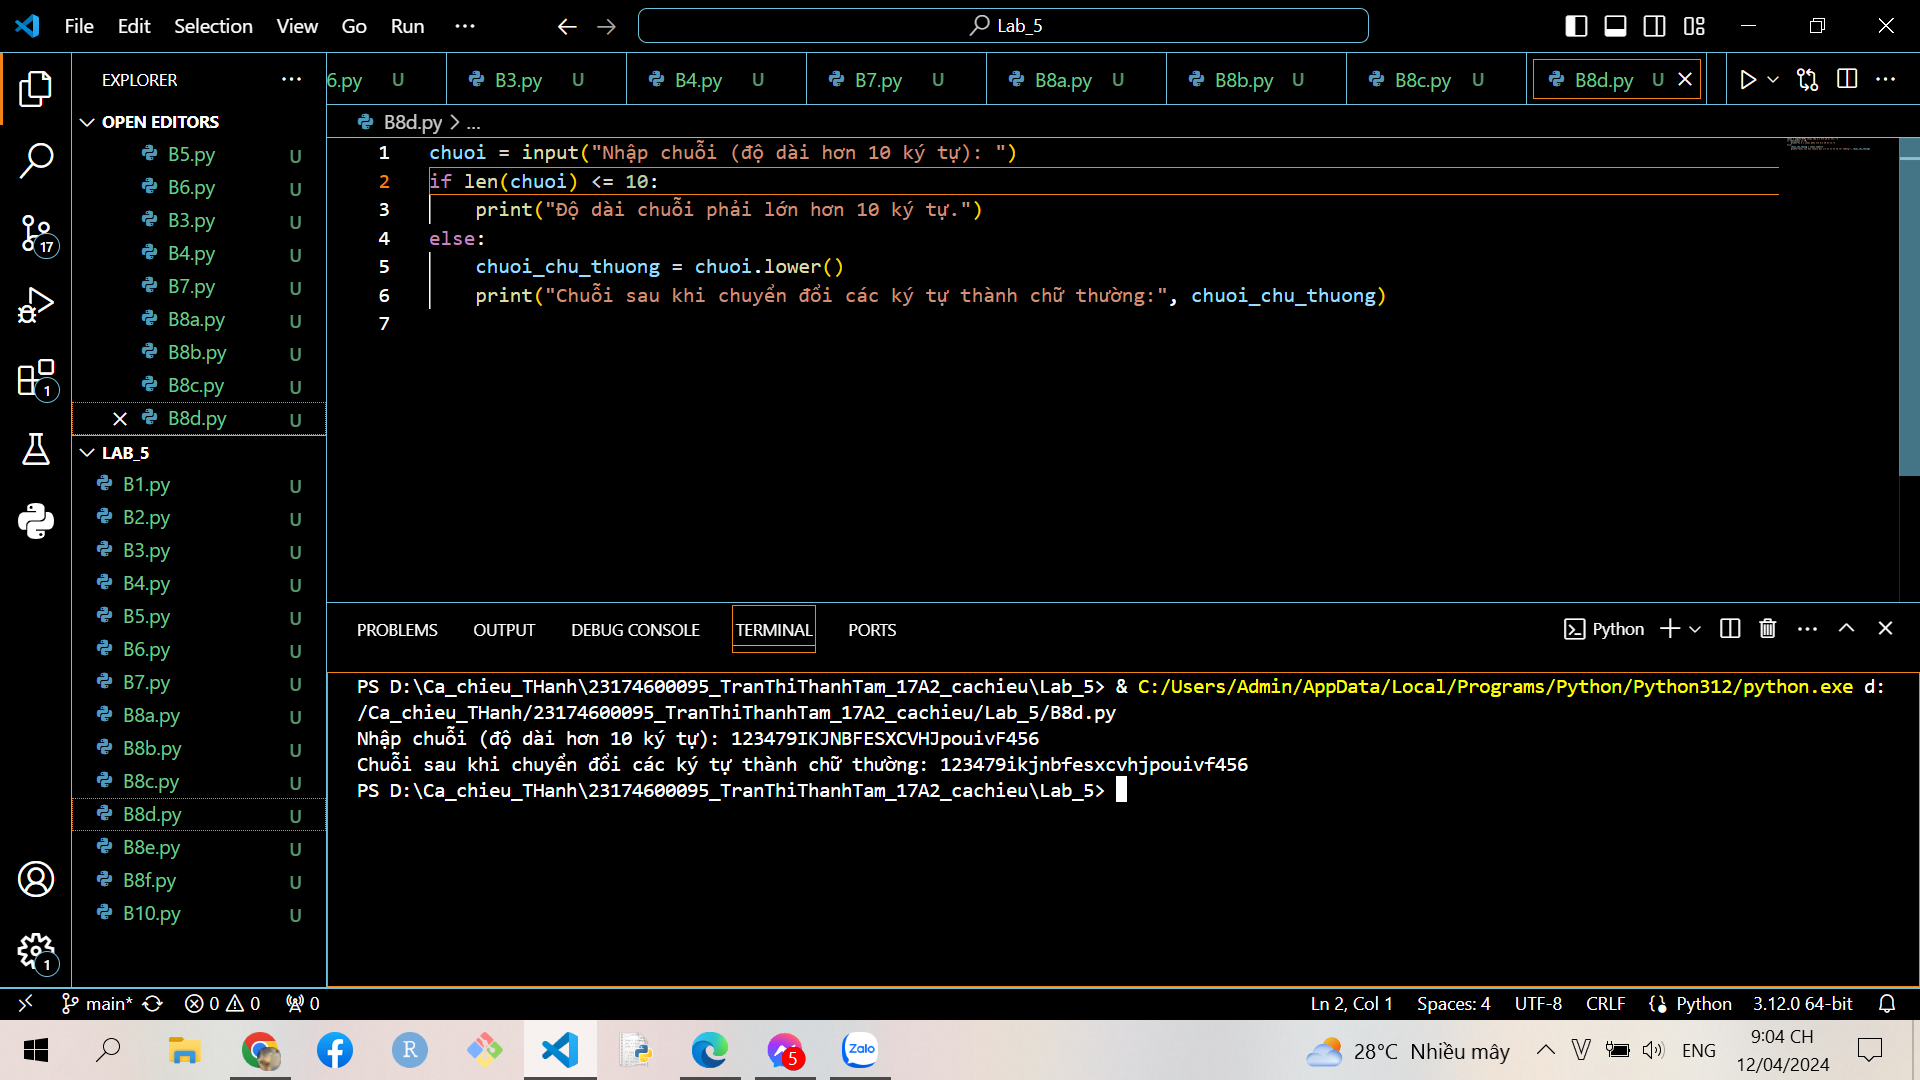 File Edit Selection View Go Run ··· Lab_5
EXPLORER ···
6.py U B3.py U B4.py U B7.py U B8a.py U B8b.py U B8c.py U B8d.py U
OPEN EDITORS
B5.py U
B6.py U
B3.py U
B4.py U
B7.py U
B8a.py U
B8b.py U
B8c.py U
B8d.py U
LAB_5
B1.py U
B2.py U
B3.py U
B4.py U
B5.py U
B6.py U
B7.py U
B8a.py U
B8b.py U
B8c.py U
B8d.py U
B8e.py U
B8f.py U
B10.py U
17
1
1
B8d.py > ...
1 chuoi = input("Nhập chuỗi (độ dài hơn 10 ký tự): ")
2 if len(chuoi) <= 10:
3     print("Độ dài chuỗi phải lớn hơn 10 ký tự.")
4 else:
5     chuoi_chu_thuong = chuoi.lower()
6     print("Chuỗi sau khi chuyển đổi các ký tự thành chữ thường:", chuoi_chu_thuong)
7
PROBLEMS OUTPUT DEBUG CONSOLE TERMINAL PORTS Python
PS D:\Ca_chieu_THanh\23174600095_TranThiThanhTam_17A2_cachieu\Lab_5> & C:/Users/Admin/AppData/Local/Programs/Python/Python312/python.exe d:
/Ca_chieu_THanh/23174600095_TranThiThanhTam_17A2_cachieu/Lab_5/B8d.py
Nhập chuỗi (độ dài hơn 10 ký tự): 123479IKJNBFESXCVHJpouivF456
Chuỗi sau khi chuyển đổi các ký tự thành chữ thường: 123479ikjnbfesxcvhjpouivf456
PS D:\Ca_chieu_THanh\23174600095_TranThiThanhTam_17A2_cachieu\Lab_5>
main* 0 0 0 Ln 2, Col 1 Spaces: 4 UTF-8 CRLF Python 3.12.0 64-bit
R 5 Zalo 28°C Nhiều mây V ENG 9:04 CH
12/04/2024